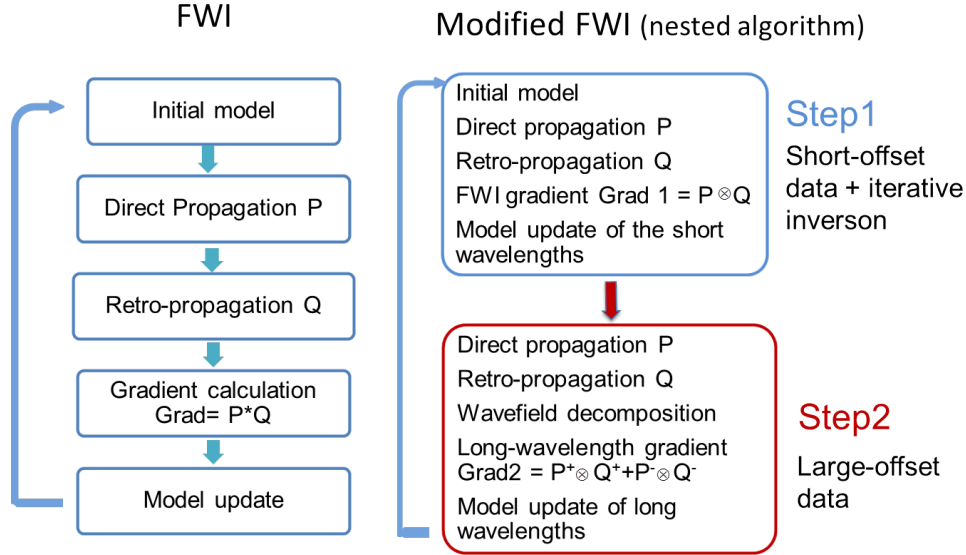 FWI
Initial model
Direct Propagation P
Retro-propagation Q
Gradient calculation
Grad= P*Q
Model update
Modified FWI (nested algorithm)
Initial model
Direct propagation P
Retro-propagation Q
FWI gradient Grad 1 = P ⊗ Q
Model update of the short
wavelengths
Step1
Short-offset
data + iterative
inverson
Direct propagation P
Retro-propagation Q
Wavefield decomposition
Long-wavelength gradient
Grad2 = P⁺⊗ Q⁺+P⁻⊗ Q⁻
Model update of long
wavelengths
Step2
Large-offset
data